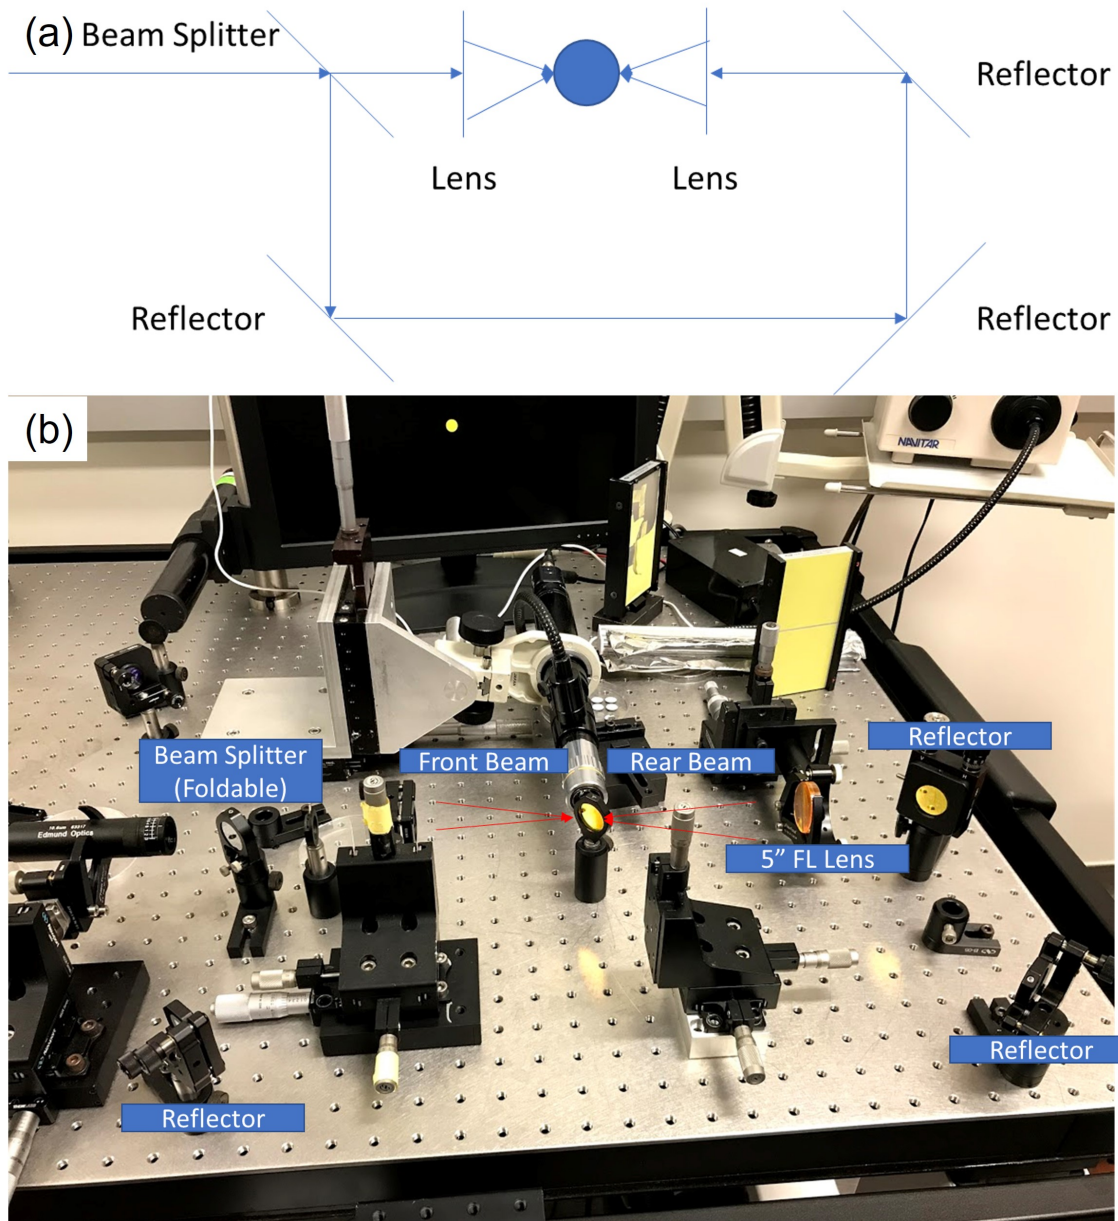 (a) Beam Splitter
Reflector
Lens
Lens
Reflector
Reflector
(b)
NAVITAR
Beam Splitter
(Foldable)
Front Beam
Rear Beam
Reflector
Edmund Optics
5” FL Lens
Reflector
Reflector